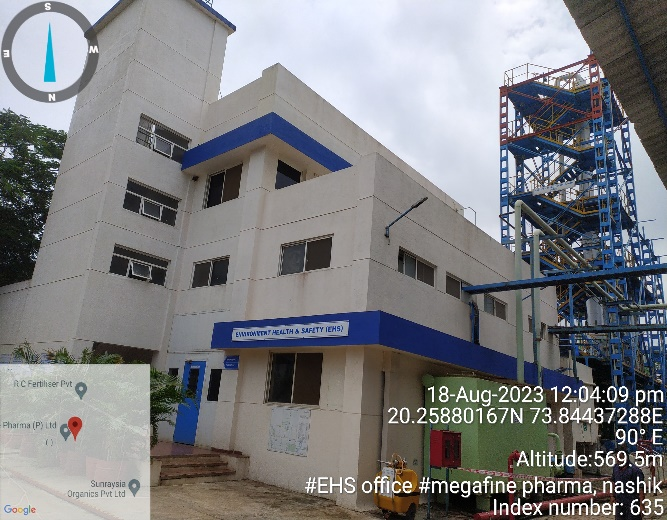 S
E
W
N
ENVIRONMENT HEALTH & SAFETY (EHS)
R C Fertiliser Pvt
Pharma (P) Ltd
( )
Sunraysia
Organics Pvt Ltd
Google
18-Aug-2023 12:04:09 pm
20.25880167N 73.84437288E
90° E
Altitude:569.5m
#EHS office #megafine pharma, nashik
Index number: 635